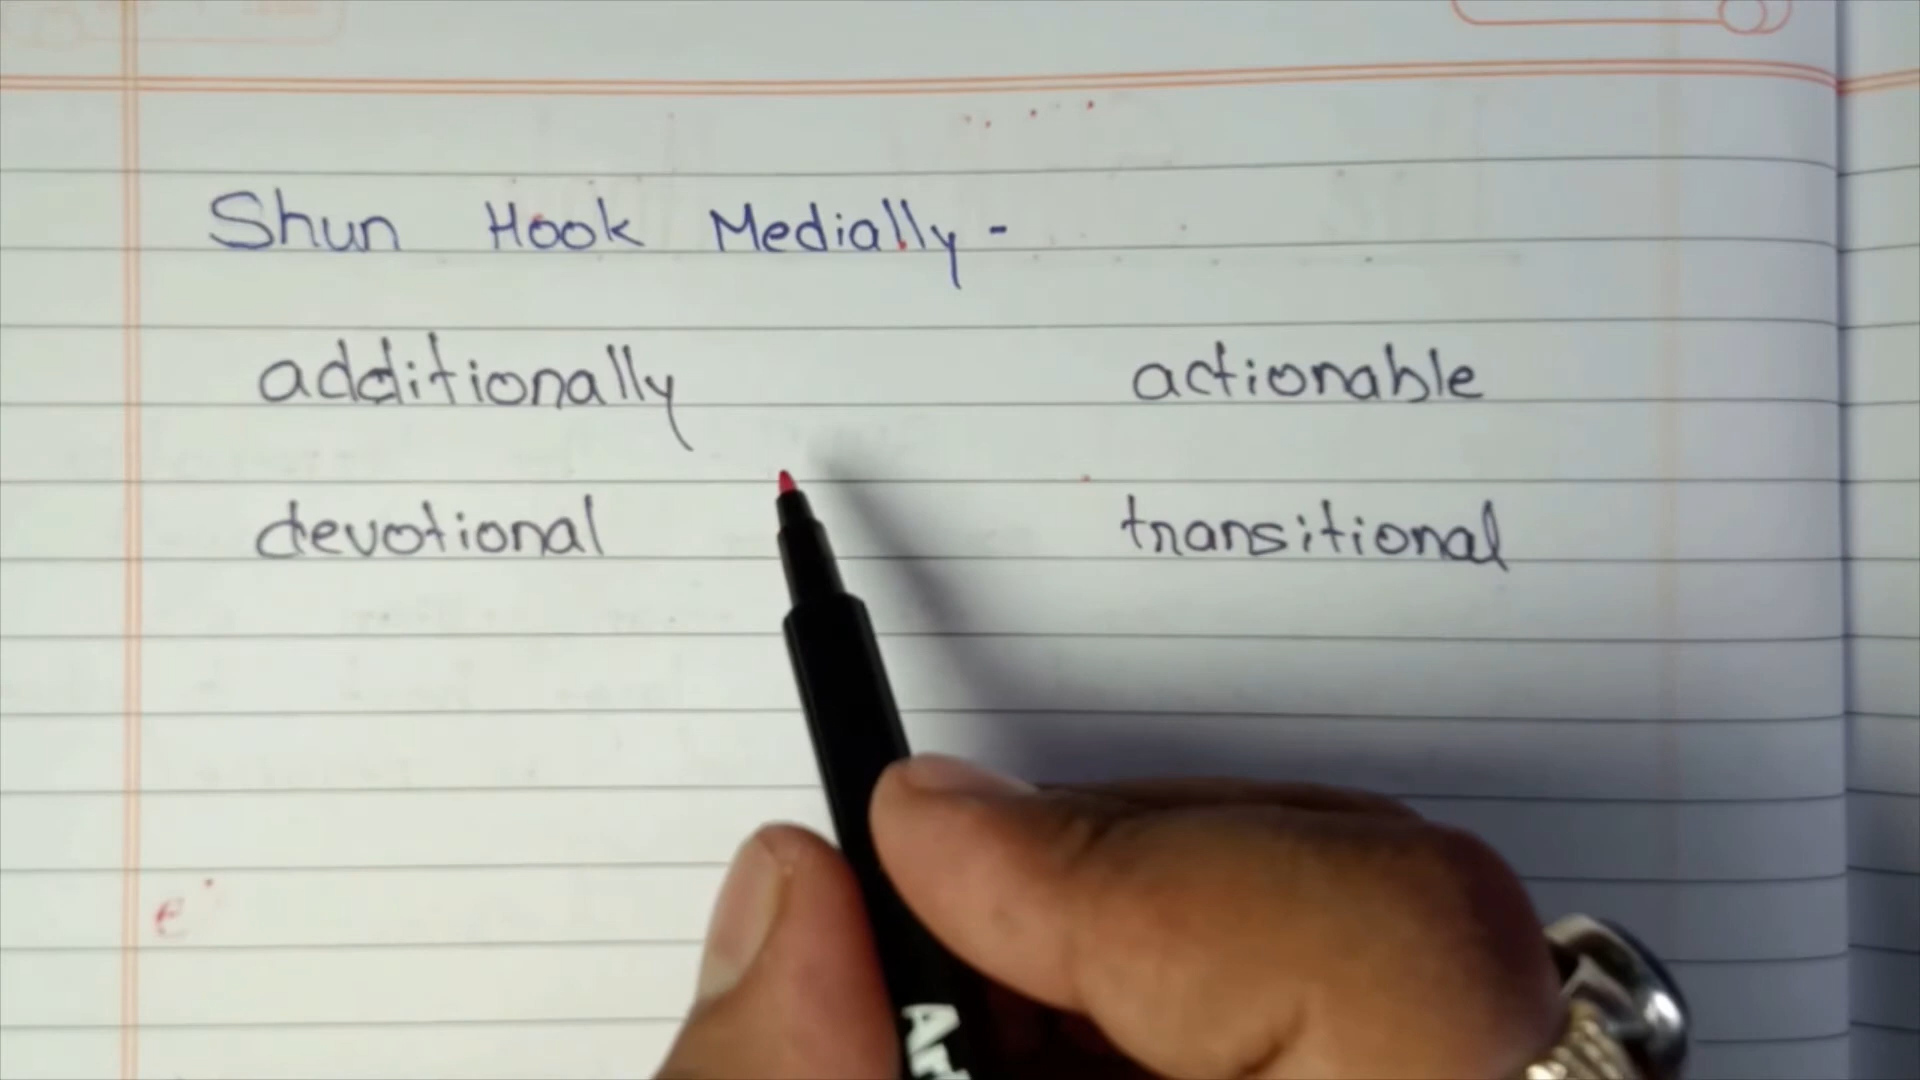 Shun Hook Medially -
additionally actionable
devotional transitional
e